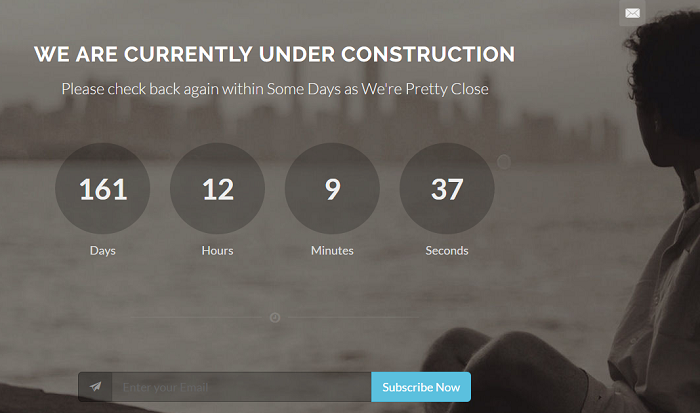 WE ARE CURRENTLY UNDER CONSTRUCTION
Please check back again within Some Days as We're Pretty Close
161 12 9 37
Days Hours Minutes Seconds
Enter your Email Subscribe Now